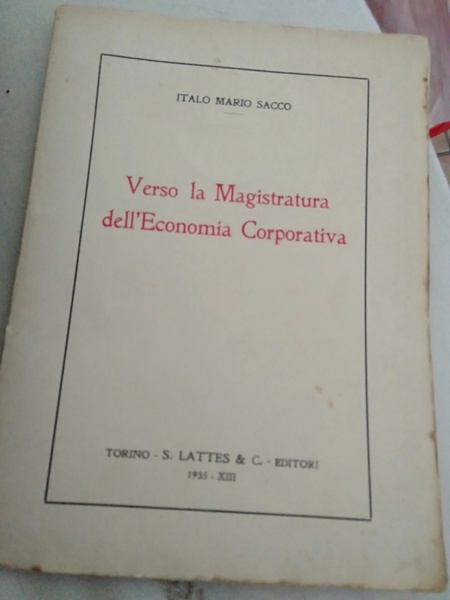 ITALO MARIO SACCO
Verso la Magistratura
dell'Economia Corporativa
TORINO - S. LATTES & C. - EDITORI
1935 - XIII